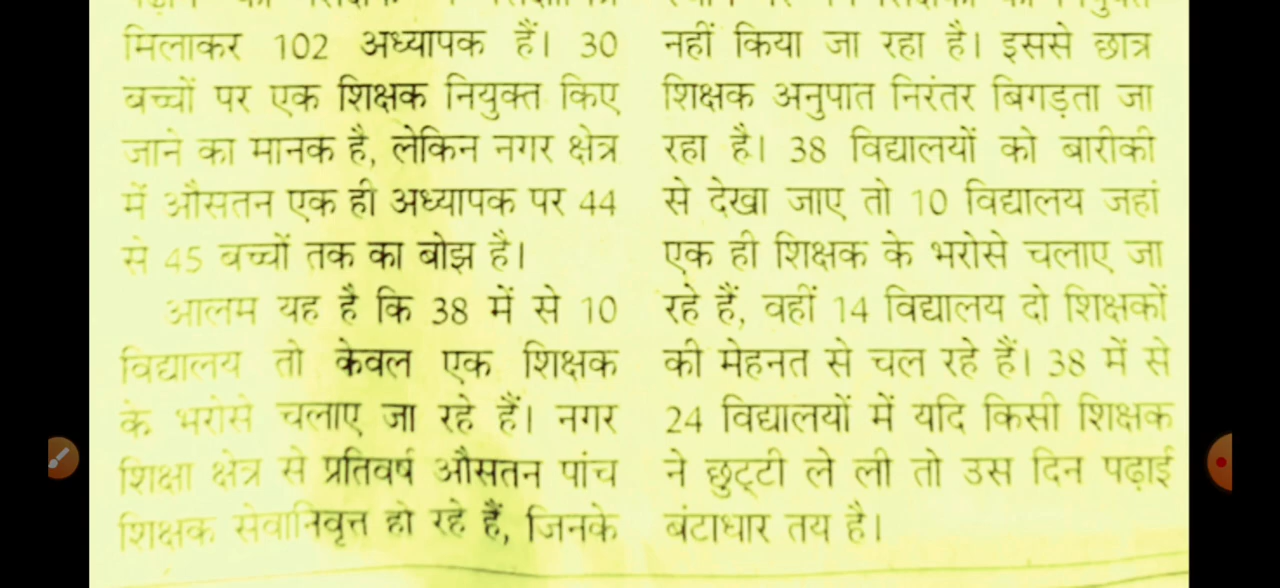 मिलाकर 102 अध्यापक हैं। 30
बच्चों पर एक शिक्षक नियुक्त किए
जाने का मानक है, लेकिन नगर क्षेत्र
में औसतन एक ही अध्यापक पर 44
से 45 बच्चों तक का बोझ है।
आलम यह है कि 38 में से 10
विद्यालय तो केवल एक शिक्षक
के भरोसे चलाए जा रहे हैं। नगर
शिक्षा क्षेत्र से प्रतिवर्ष औसतन पांच
शिक्षक सेवानिवृत्त हो रहे हैं, जिनके
नहीं किया जा रहा है। इससे छात्र
शिक्षक अनुपात निरंतर बिगड़ता जा
रहा है। 38 विद्यालयों को बारीकी
से देखा जाए तो 10 विद्यालय जहां
एक ही शिक्षक के भरोसे चलाए जा
रहे हैं, वहीं 14 विद्यालय दो शिक्षकों
की मेहनत से चल रहे हैं। 38 में से
24 विद्यालयों में यदि किसी शिक्षक
ने छुट्टी ले ली तो उस दिन पढ़ाई
बंटाधार तय है।